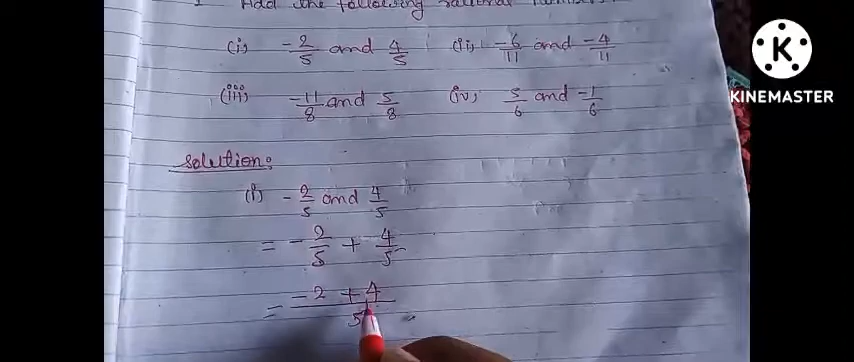 1 Add the following rational numbers:
(i) -2/5 and 4/5 (ii) -6/11 and -4/11
(iii) -11/8 and 5/8 (iv) 5/6 and -1/6
Solution:
(i) -2/5 and 4/5
= -2/5 + 4/5
= -2 + 4/5
K
KINEMASTER